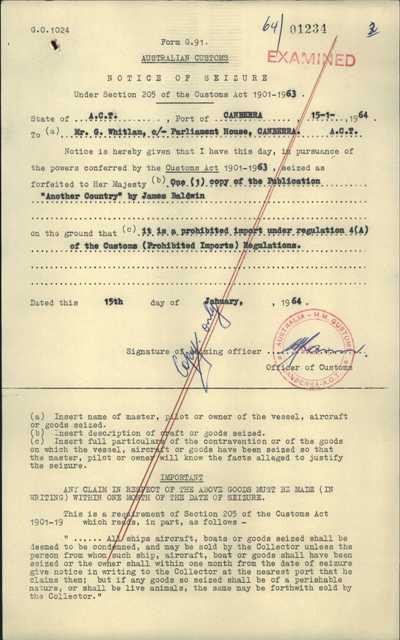 G.O.1024
64/ 01234
2
Form Q.91.
EXAMINED
AUSTRALIAN CUSTOMS
NOTICE OF SEIZURE
Under Section 205 of the Customs Act 1901-1963.
State of A.C.T. , Port of CANBERRA , 15-1- , 1964
To (a) Mr. G. Whitlam, c/- Parliament House, CANBERRA. A.C.T.
Notice is hereby given that I have this day, in pursuance of
the powers conferred by the Customs Act 1901-1963, seized as
forfeited to Her Majesty (b) One (1) copy of the Publication
"Another Country" by James Baldwin
on the ground that (c) it is a prohibited import under regulation 4(A)
of the Customs (Prohibited Imports) Regulations.
Dated this 15th day of January, , 1964.
Copy only
AUSTRALIA - H.M. CUSTOMS
CANBERRA - A.C.T.
Signature of seizing officer
Officer of Customs
(a) Insert name of master, pilot or owner of the vessel, aircraft
or goods seized.
(b) Insert description of craft or goods seized.
(c) Insert full particulars of the contravention or of the goods
on which the vessel, aircraft or goods have been seized so that
the master, pilot or owner will know the facts alleged to justify
the seizure.
IMPORTANT
ANY CLAIM IN RESPECT OF THE ABOVE GOODS MUST BE MADE (IN
WRITING) WITHIN ONE MONTH OF THE DATE OF SEIZURE.
This is a requirement of Section 205 of the Customs Act
1901-19 which reads, in part, as follows -
" ...... All ships aircraft, boats or goods seized shall be
deemed to be condemned, and may be sold by the Collector unless the
person from whom such ship, aircraft, boat or goods shall have been
seized or the owner shall within one month from the date of seizure
give notice in writing to the Collector at the nearest port that he
claims them; but if any goods so seized shall be of a perishable
nature, or shall be live animals, the same may be forthwith sold by
the Collector."